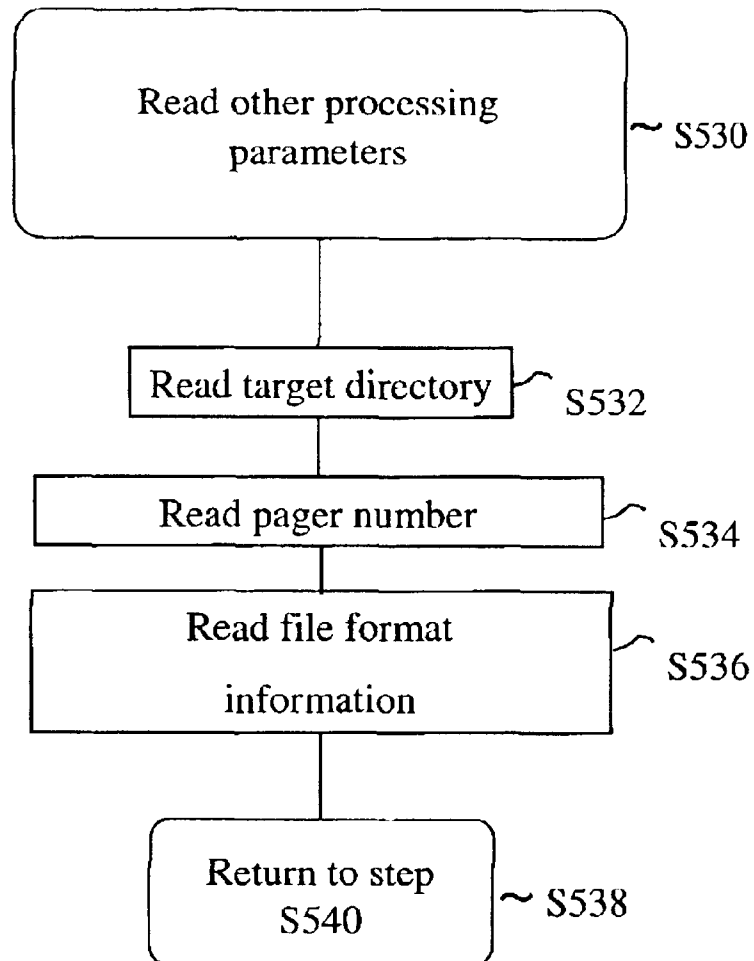 Read other processing
parameters
S530
Read target directory
S532
Read pager number
S534
Read file format
information
S536
Return to step
S540
S538